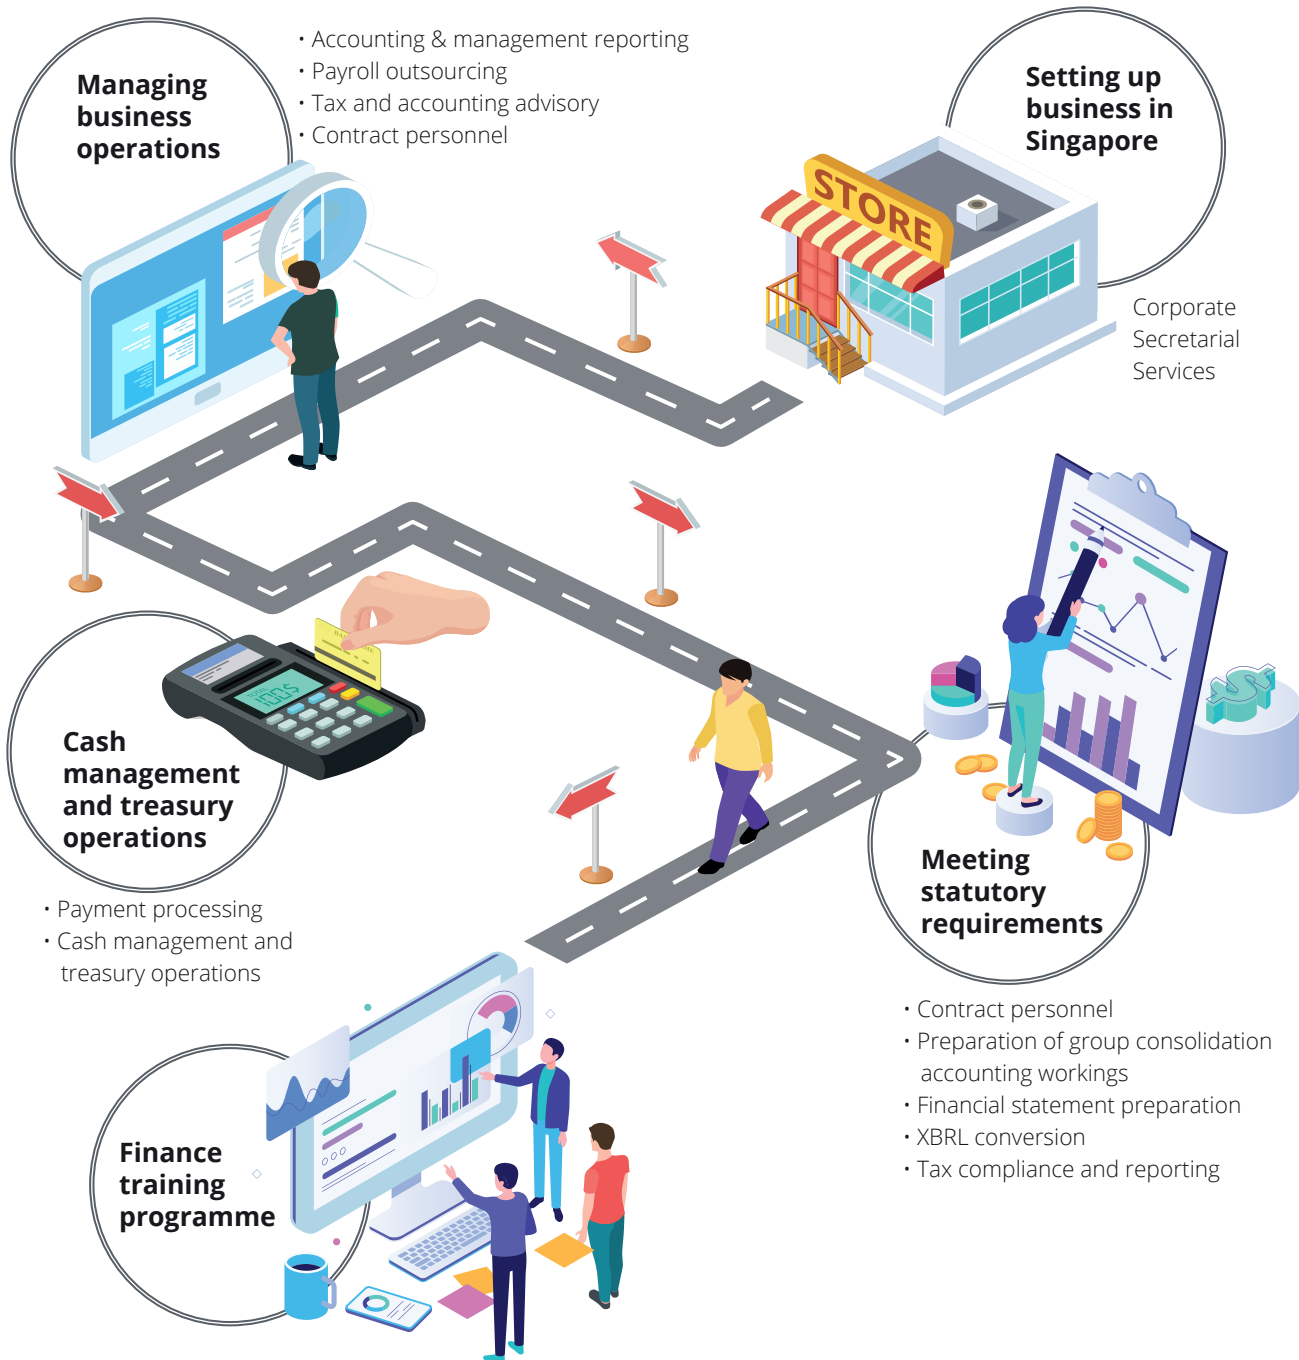 Managing
business
operations
• Accounting & management reporting
• Payroll outsourcing
• Tax and accounting advisory
• Contract personnel
Setting up
business in
Singapore
STORE
Corporate
Secretarial
Services
Cash
management
and treasury
operations
TOTAL
100$
• Payment processing
• Cash management and
treasury operations
Meeting
statutory
requirements
• Contract personnel
• Preparation of group consolidation
accounting workings
• Financial statement preparation
• XBRL conversion
• Tax compliance and reporting
Finance
training
programme